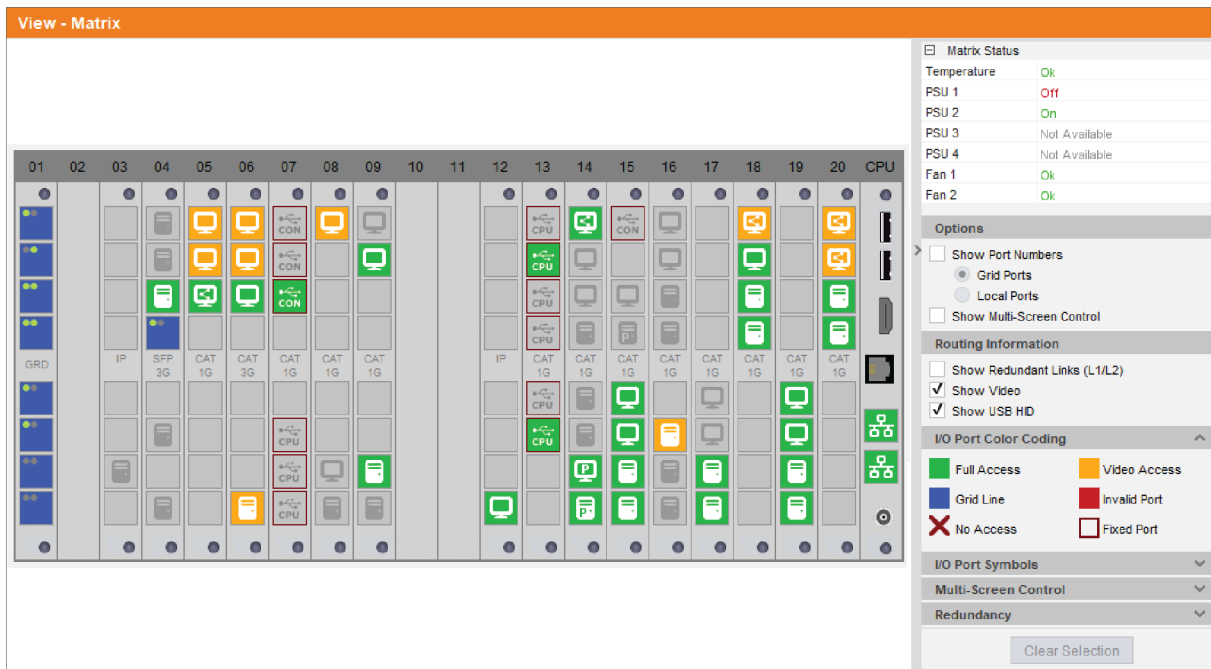 View - Matrix
01 02 03 04 05 06 07 08 09 10 11 12 13 14 15 16 17 18 19 20 CPU
CON CPU CON
CON CPU
CON CPU
CPU P
GRD IP SFP CAT CAT CAT CAT CAT IP CAT CAT CAT CAT CAT CAT CAT CAT
3G 1G 3G 1G 1G 1G 1G 1G 1G 1G 1G 1G 1G 1G
CPU
CPU CPU
CPU P
CPU P
Matrix Status
Temperature Ok
PSU 1 Off
PSU 2 On
PSU 3 Not Available
PSU 4 Not Available
Fan 1 Ok
Fan 2 Ok
Options
Show Port Numbers
Grid Ports
Local Ports
Show Multi-Screen Control
Routing Information
Show Redundant Links (L1/L2)
Show Video
Show USB HID
I/O Port Color Coding
Full Access Video Access
Grid Line Invalid Port
No Access Fixed Port
I/O Port Symbols
Multi-Screen Control
Redundancy
Clear Selection